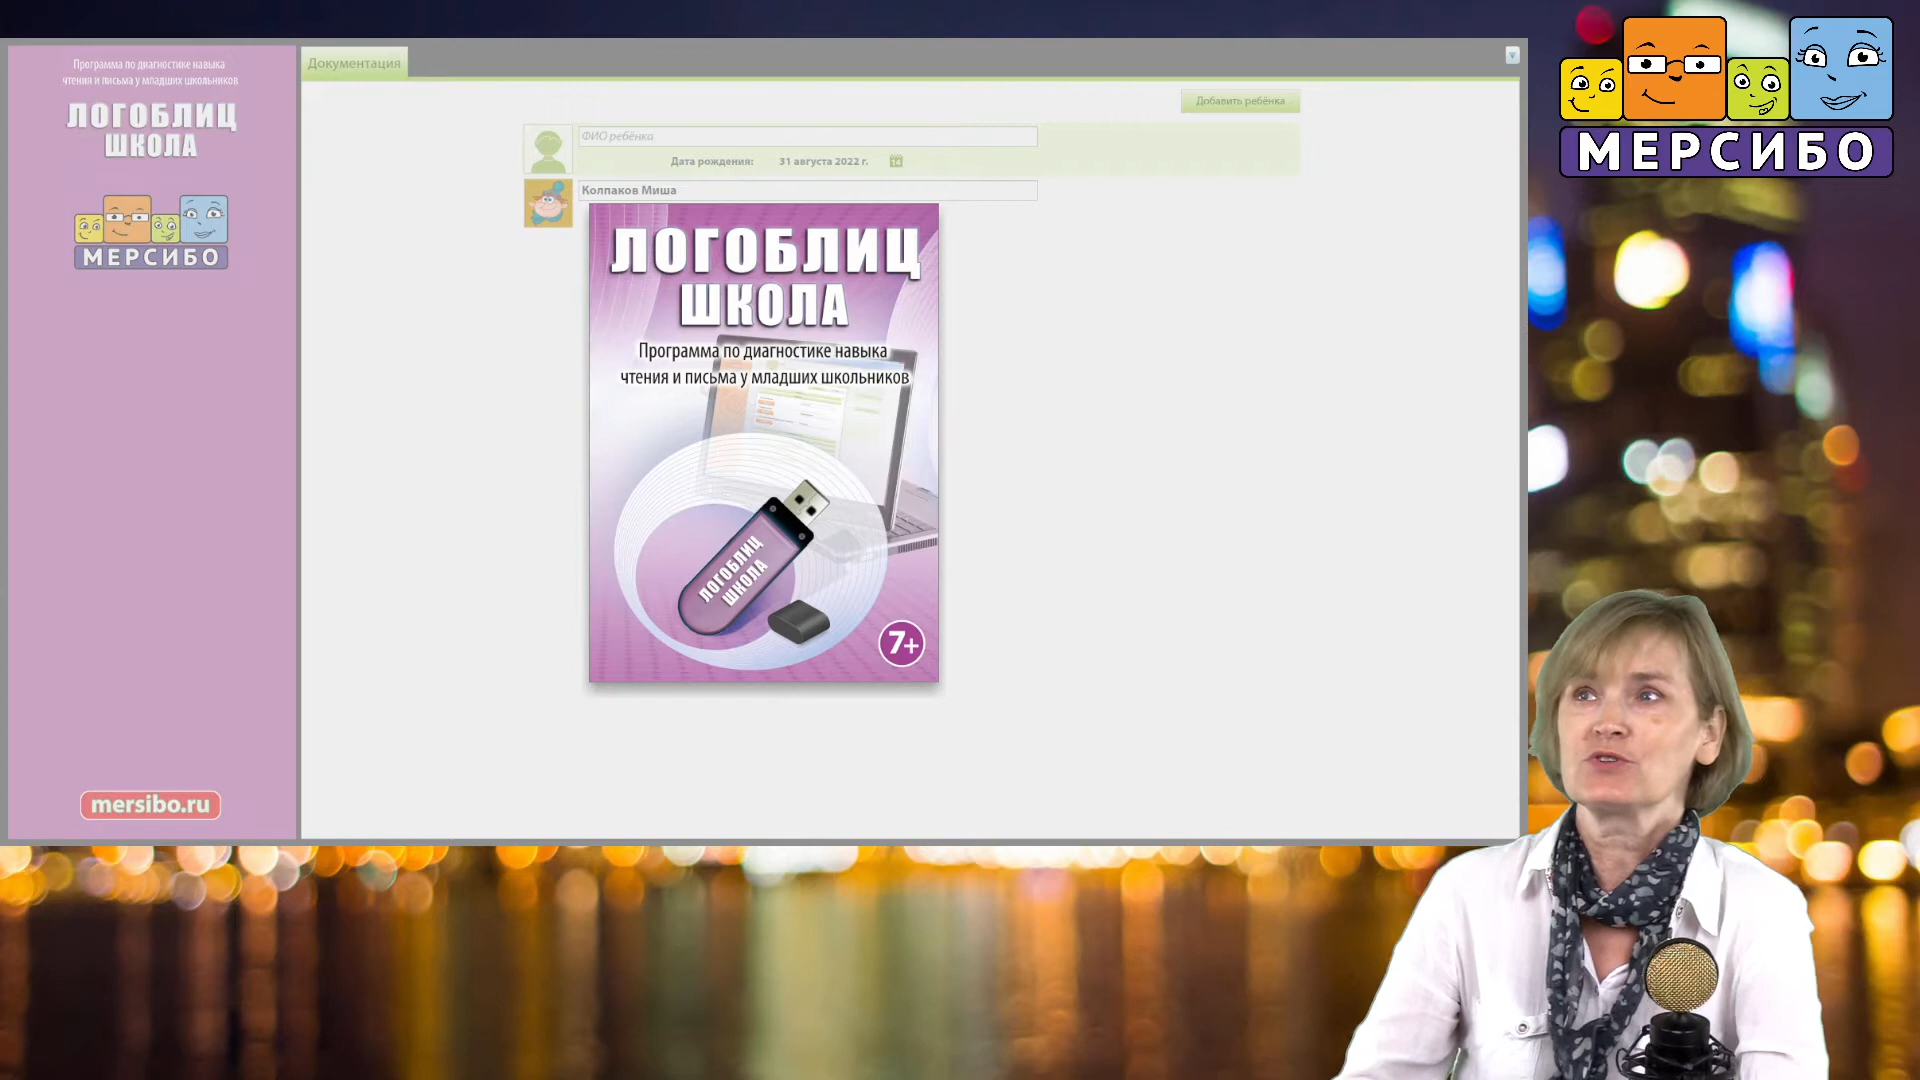 Программа по диагностике навыка
чтения и письма у младших школьников
ЛОГОБЛИЦ
ШКОЛА
МЕРСИБО
mersibo.ru
Документация
Добавить ребёнка
ФИО ребёнка
Дата рождения: 31 августа 2022 г.
14
Колпаков Миша
ЛОГОБЛИЦ
ШКОЛА
Программа по диагностике навыка
чтения и письма у младших школьников
ЛОГОБЛИЦ
ШКОЛА
7+
МЕРСИБО